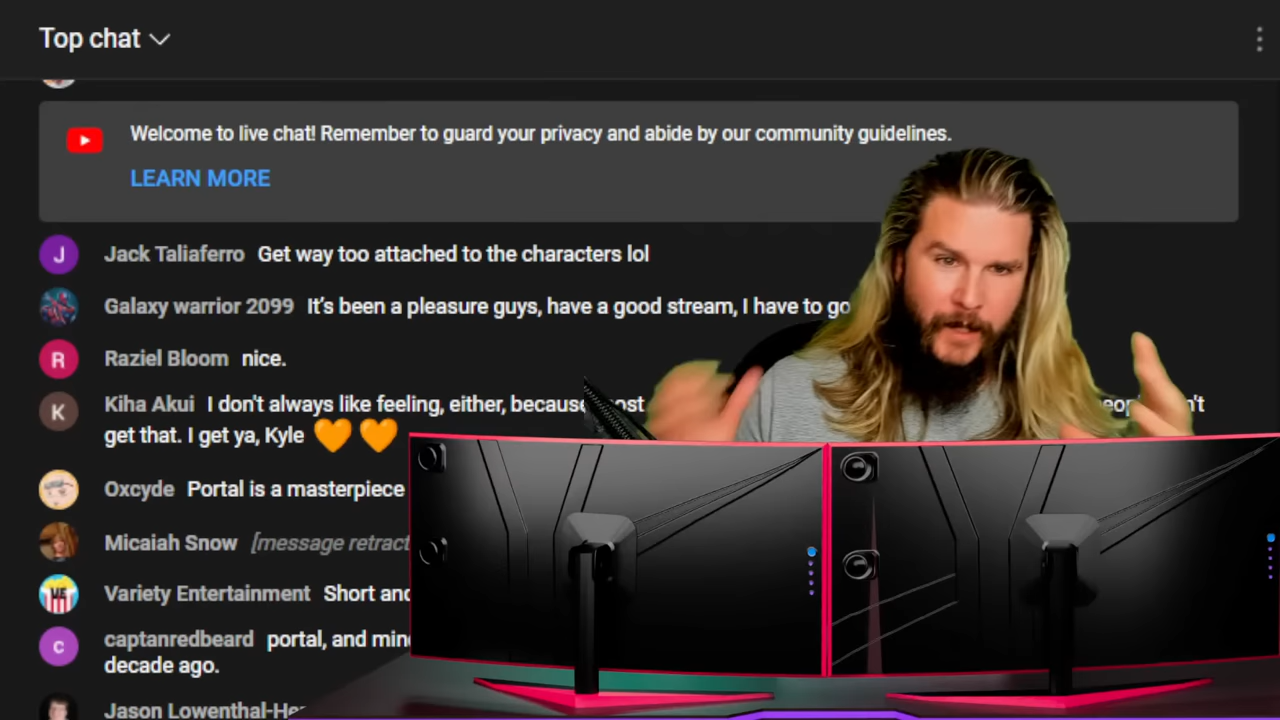 Top chat
Welcome to live chat! Remember to guard your privacy and abide by our community guidelines.
LEARN MORE
J
Jack Taliaferro Get way too attached to the characters lol
Galaxy warrior 2099 It's been a pleasure guys, have a good stream, I have to go
R
Raziel Bloom nice.
K
Kiha Akui I don't always like feeling, either, because
get that. I get ya, Kyle 🧡 🧡
Oxcyde Portal is a masterpiece
Micaiah Snow [message retract
Variety Entertainment Short and
c
captanredbeard portal, and
decade ago.
Jason